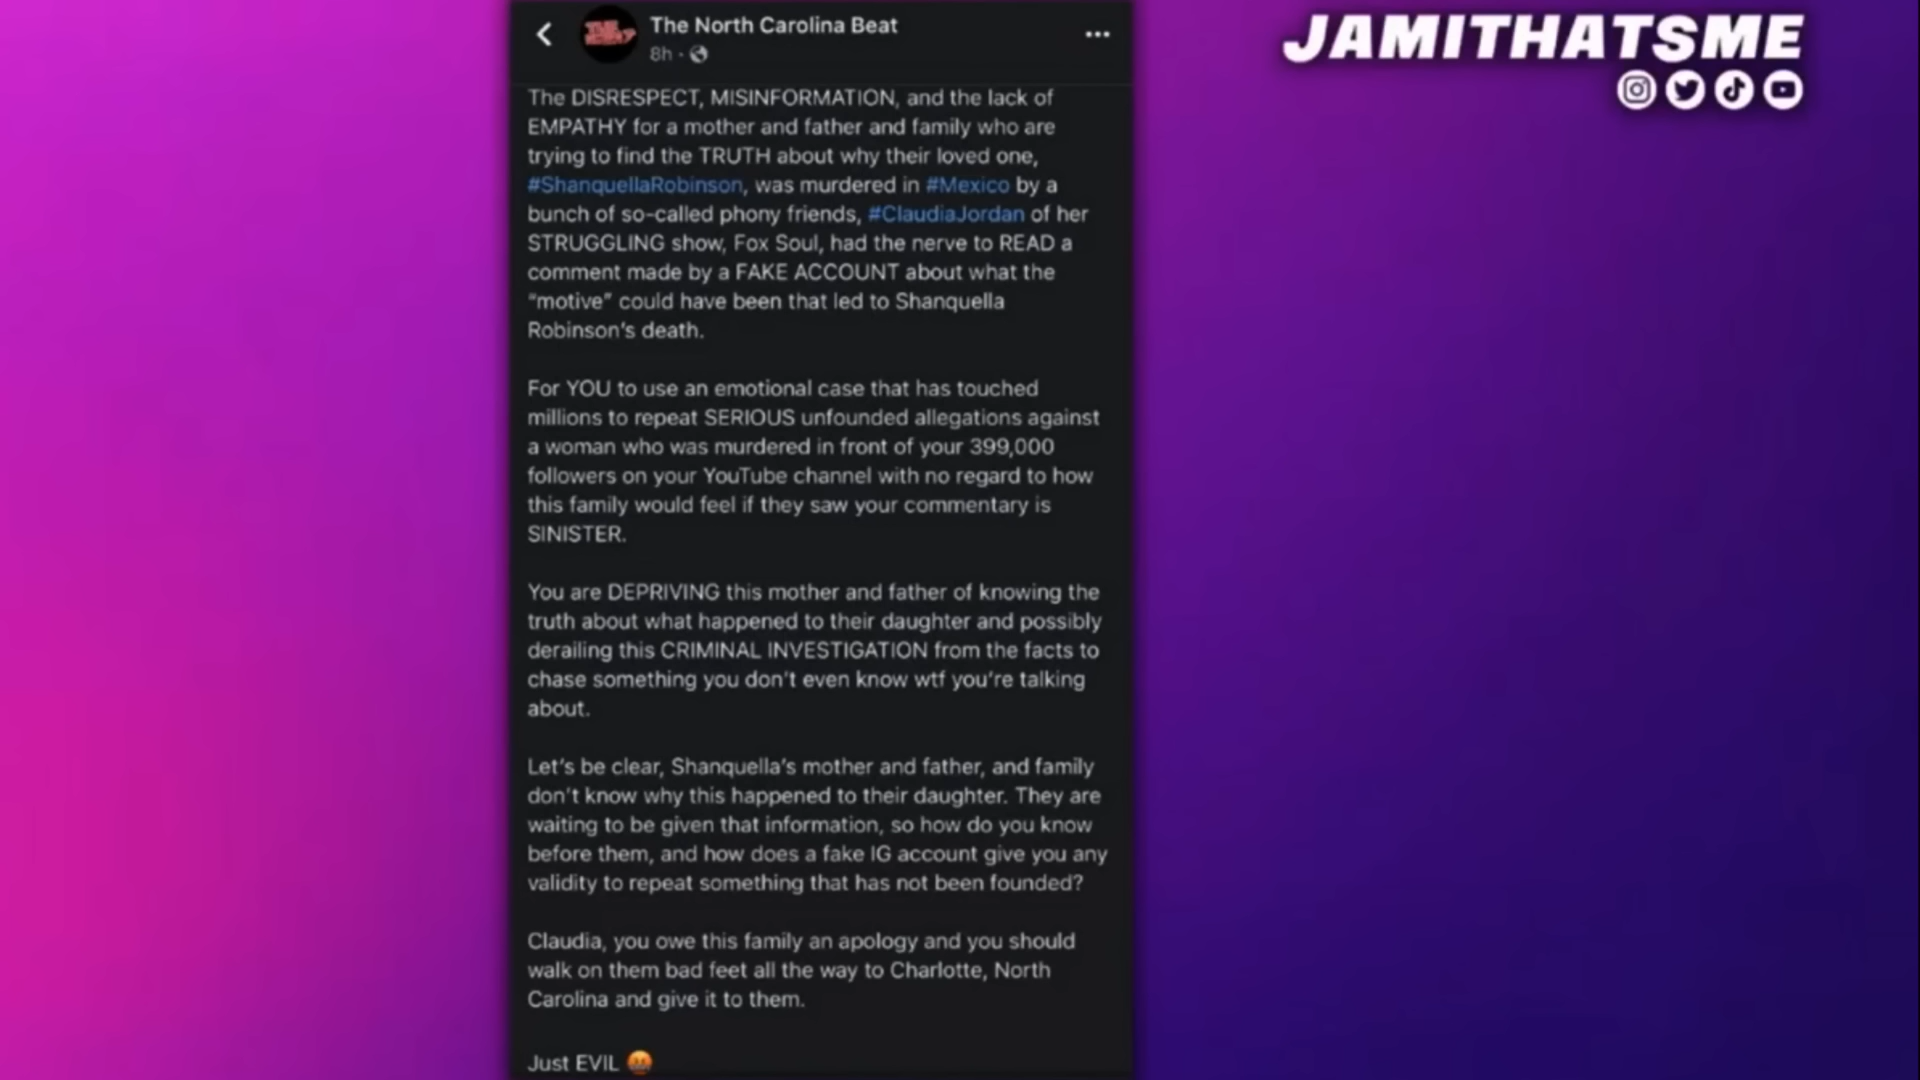 The North Carolina Beat
8h ·
The DISRESPECT, MISINFORMATION, and the lack of
EMPATHY for a mother and father and family who are
trying to find the TRUTH about why their loved one,
#ShanquellaRobinson, was murdered in #Mexico by a
bunch of so-called phony friends, #ClaudiaJordan of her
STRUGGLING show, Fox Soul, had the nerve to READ a
comment made by a FAKE ACCOUNT about what the
“motive” could have been that led to Shanquella
Robinson’s death.
For YOU to use an emotional case that has touched
millions to repeat SERIOUS unfounded allegations against
a woman who was murdered in front of your 399,000
followers on your YouTube channel with no regard to how
this family would feel if they saw your commentary is
SINISTER.
You are DEPRIVING this mother and father of knowing the
truth about what happened to their daughter and possibly
derailing this CRIMINAL INVESTIGATION from the facts to
chase something you don’t even know wtf you’re talking
about.
Let’s be clear, Shanquella’s mother and father, and family
don’t know why this happened to their daughter. They are
waiting to be given that information, so how do you know
before them, and how does a fake IG account give you any
validity to repeat something that has not been founded?
Claudia, you owe this family an apology and you should
walk on them bad feet all the way to Charlotte, North
Carolina and give it to them.
Just EVIL 🤬
JAMITHATSME